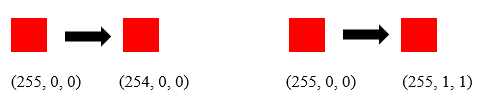 (255, 0, 0) (254, 0, 0) (255, 0, 0) (255, 1, 1)